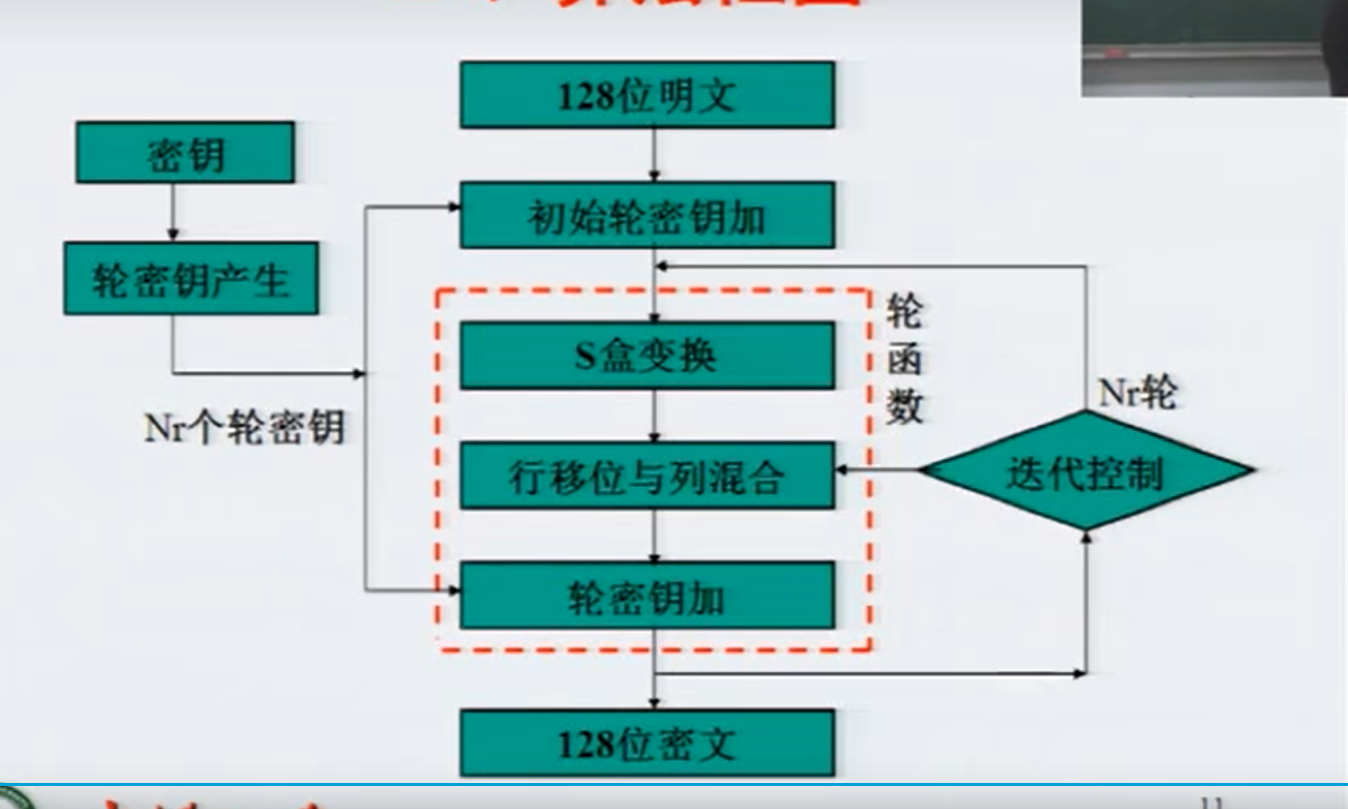 128位明文
密钥
初始轮密钥加
轮密钥产生
轮函数
S盒变换
Nr轮
Nr个轮密钥
行移位与列混合
迭代控制
轮密钥加
128位密文
11